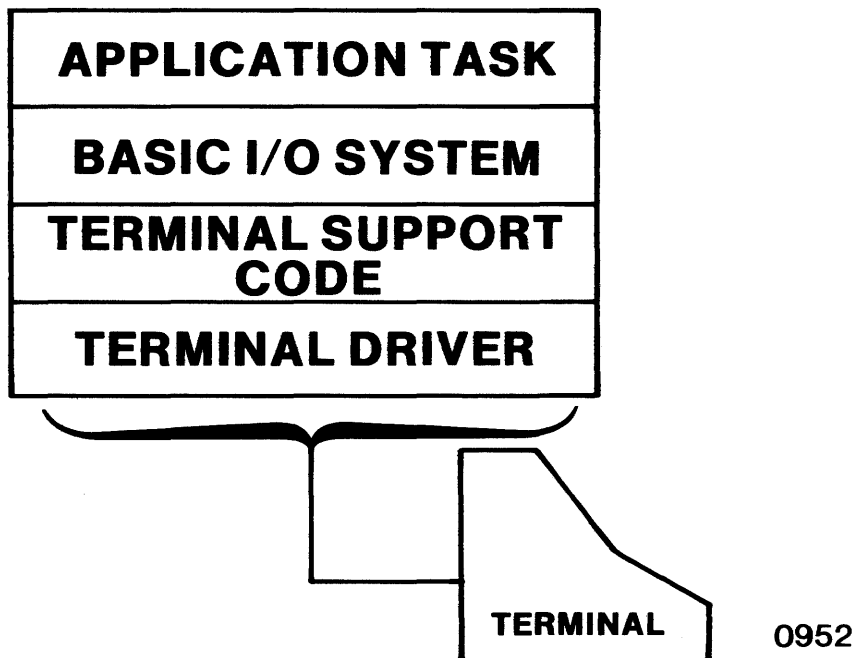 APPLICATION TASK
BASIC I/O SYSTEM
TERMINAL SUPPORT
CODE
TERMINAL DRIVER
TERMINAL
0952